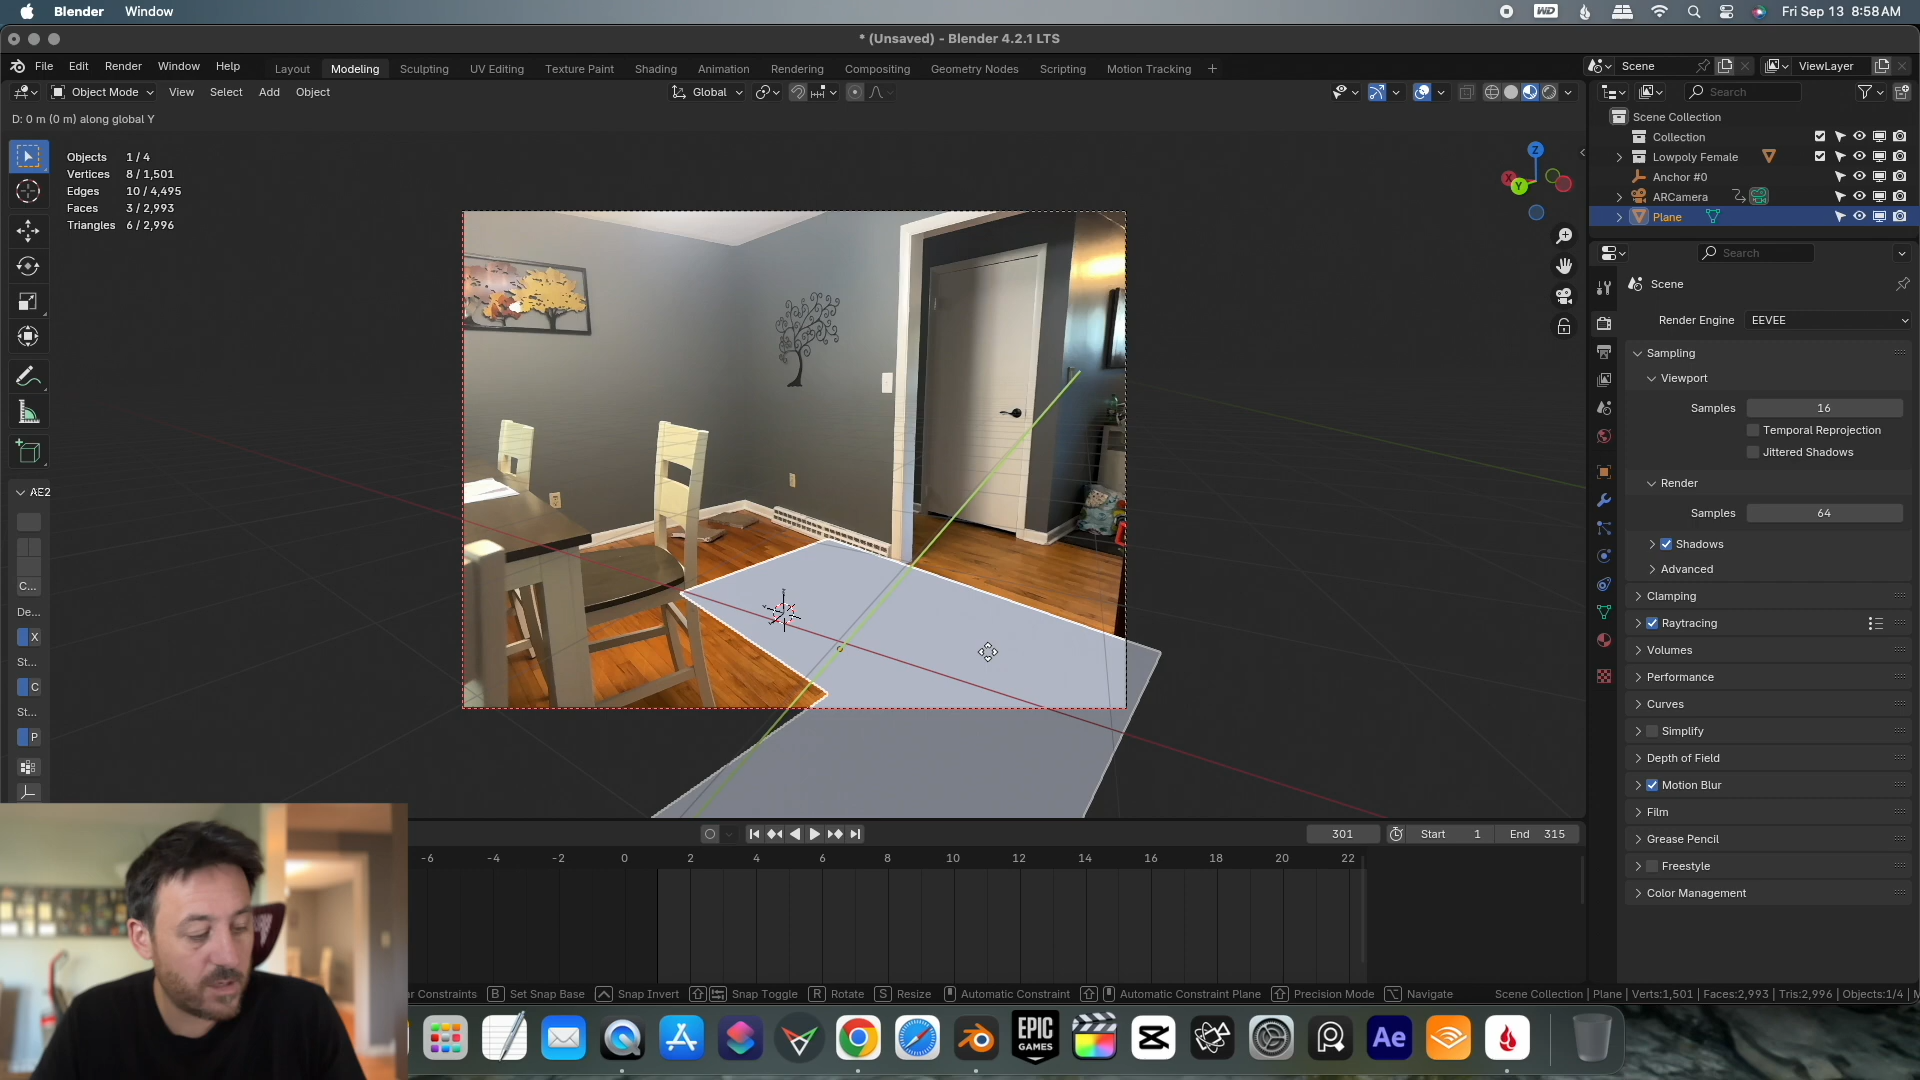 Blender Window
WD
Fri Sep 13 8:58 AM
* (Unsaved) - Blender 4.2.1 LTS
File Edit Render Window Help
Layout Modeling Sculpting UV Editing Texture Paint Shading Animation Rendering Compositing Geometry Nodes Scripting Motion Tracking +
Scene ViewLayer
Object Mode View Select Add Object
Global
Search
D: 0 m (0 m) along global Y
Scene Collection
Collection
Lowpoly Female
Anchor #0
ARCamera
Plane
Objects 1 / 4
Vertices 8 / 1,501
Edges 10 / 4,495
Faces 3 / 2,993
Triangles 6 / 2,996
Z
X
Y
Search
Scene
Render Engine EEVEE
Sampling
Viewport
Samples 16
Temporal Reprojection
Jittered Shadows
Render
Samples 64
Shadows
Advanced
Clamping
Raytracing
Volumes
Performance
Curves
Simplify
Depth of Field
Motion Blur
Film
Grease Pencil
Freestyle
Color Management
AE2
C...
De...
X
St...
C
St...
P
301 Start 1 End 315
-6 -4 -2 0 2 4 6 8 10 12 14 16 18 20 22
ar Constraints B Set Snap Base Snap Invert Snap Toggle R Rotate S Resize Automatic Constraint Automatic Constraint Plane Precision Mode Navigate
Scene Collection | Plane | Verts:1,501 | Faces:2,993 | Tris:2,996 | Objects:1/4 | M
EPIC GAMES
Ae